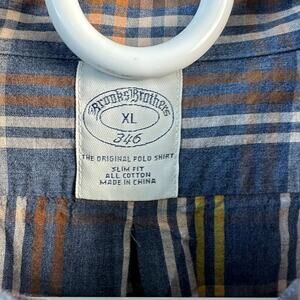 Brooks Brothers
XL
346
THE ORIGINAL POLO SHIRT
SLIM FIT
ALL COTTON
MADE IN CHINA